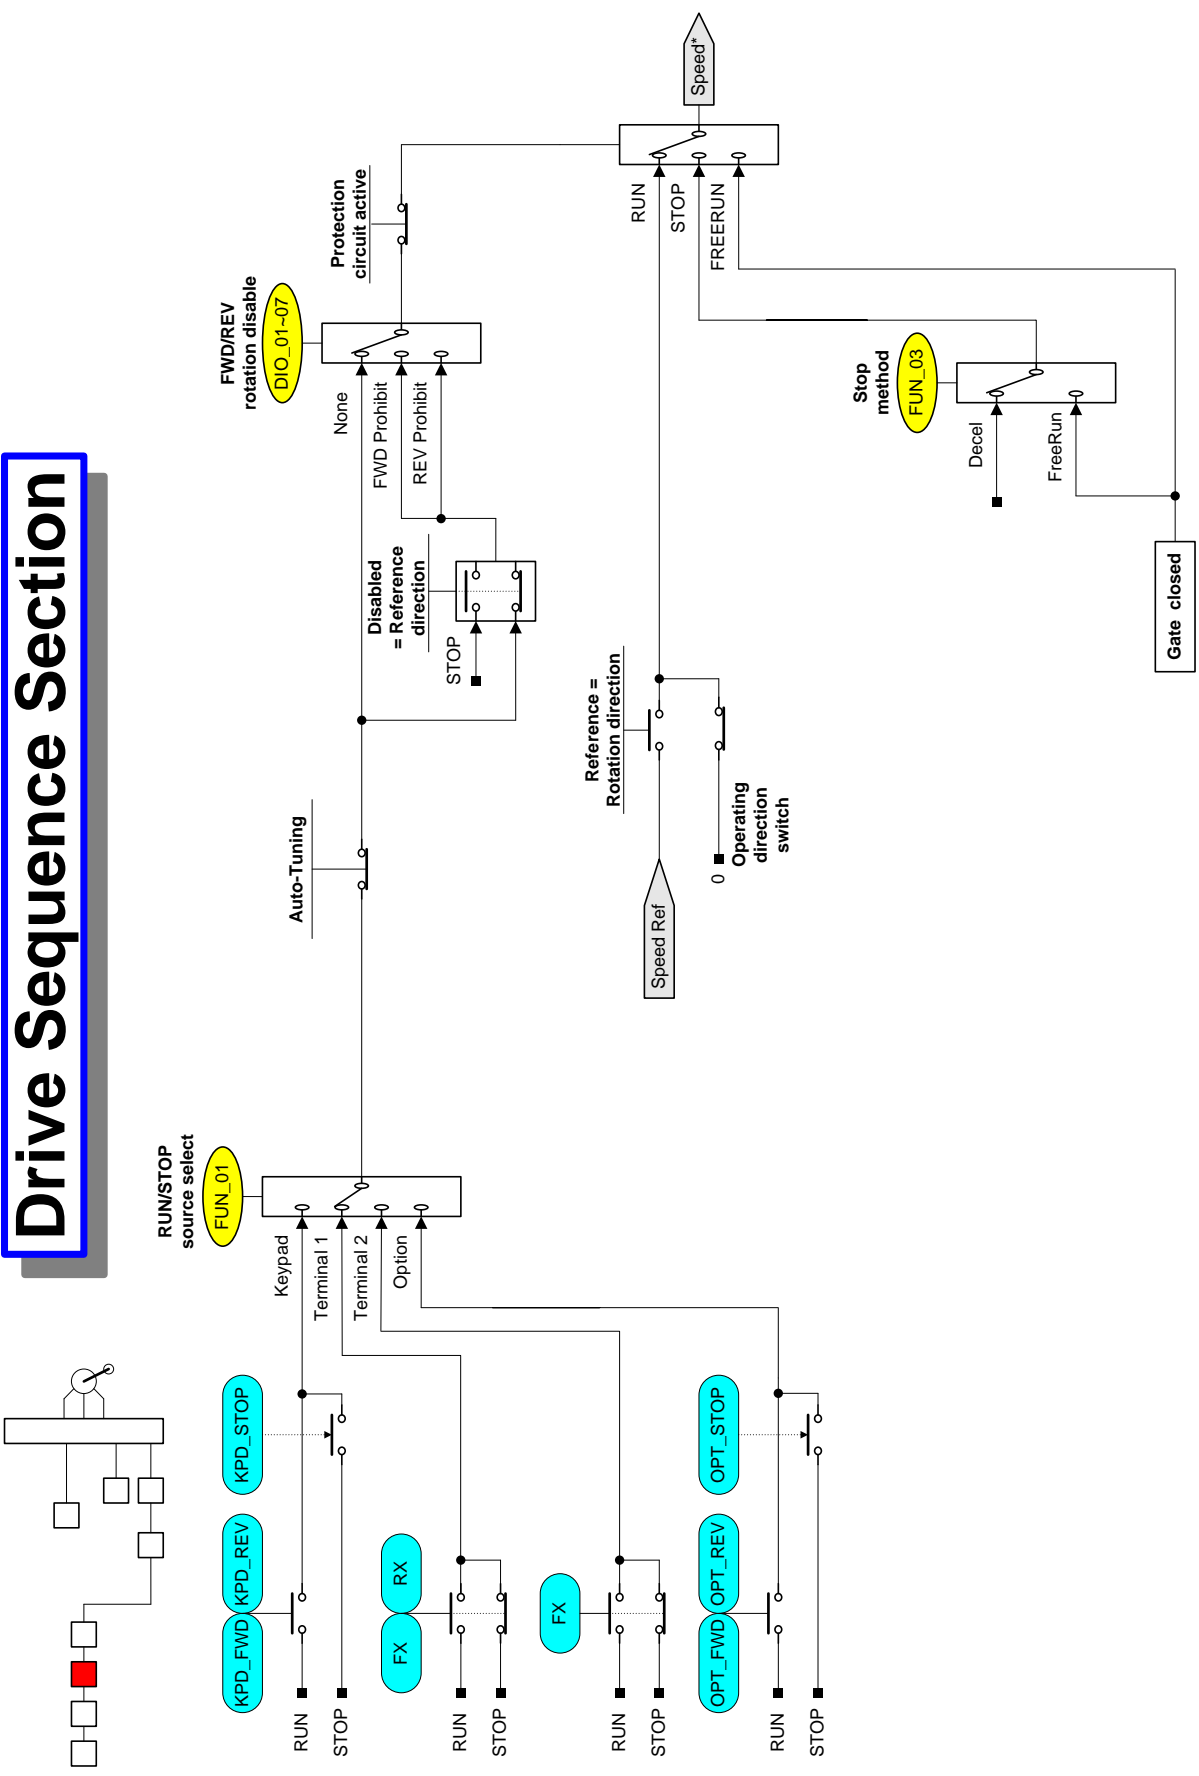 Drive Sequence Section
RUN/STOP
source select
FUN_01
Keypad
Terminal 1
Terminal 2
Option
KPD_FWD
KPD_REV
KPD_STOP
RUN
STOP
FX
RX
RUN
STOP
FX
RUN
STOP
OPT_FWD
OPT_REV
OPT_STOP
RUN
STOP
Auto-Tuning
FWD/REV
rotation disable
DIO_01~07
None
FWD Prohibit
REV Prohibit
Disabled
= Reference
direction
STOP
Protection
circuit active
Reference =
Rotation direction
Speed Ref
0
Operating
direction
switch
RUN
STOP
FREERUN
Speed*
Stop
method
FUN_03
Decel
FreeRun
Gate closed